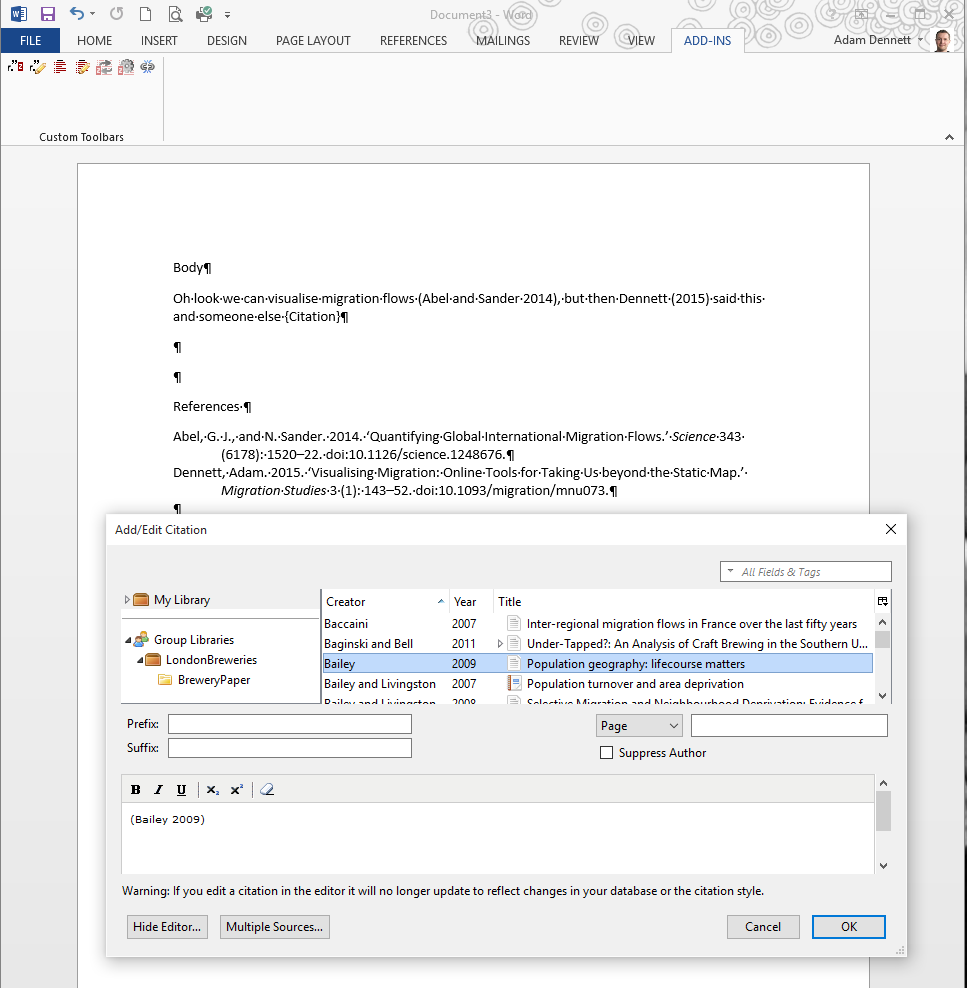 Document3 - Word
FILE HOME INSERT DESIGN PAGE LAYOUT REFERENCES MAILINGS REVIEW VIEW ADD-INS Adam Dennett
Custom Toolbars
Body¶
Oh·look·we·can·visualise·migration·flows·(Abel·and·Sander·2014),·but·then·Dennett·(2015)·said·this·
and·someone·else·{Citation}¶
¶
¶
References·¶
Abel,·G.·J.,·and·N.·Sander.·2014.·‘Quantifying·Global·International·Migration·Flows.’·Science·343·
(6178):·1520–22.·doi:10.1126/science.1248676.¶
Dennett,·Adam.·2015.·‘Visualising·Migration:·Online·Tools·for·Taking·Us·beyond·the·Static·Map.’·
Migration·Studies·3·(1):·143–52.·doi:10.1093/migration/mnu073.¶
¶
Add/Edit Citation
All Fields & Tags
My Library
Group Libraries
LondonBreweries
BreweryPaper
Creator Year Title
Baccaini 2007 Inter-regional migration flows in France over the last fifty years
Baginski and Bell 2011 Under-Tapped?: An Analysis of Craft Brewing in the Southern U...
Bailey 2009 Population geography: lifecourse matters
Bailey and Livingston 2007 Population turnover and area deprivation
Bailey and Livingston 2008 Selective Migration and Neighbourhood Deprivation: Evidence f
Prefix: Page
Suffix: Suppress Author
B I U X₂ X²
(Bailey 2009)
Warning: If you edit a citation in the editor it will no longer update to reflect changes in your database or the citation style.
Hide Editor... Multiple Sources... Cancel OK